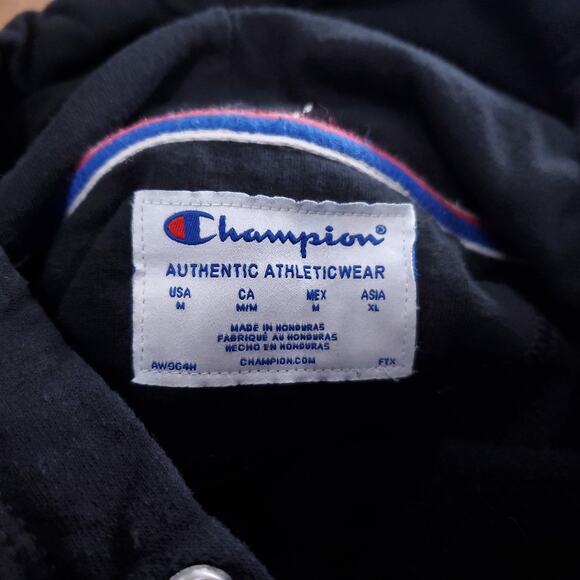 Champion®
AUTHENTIC ATHLETICWEAR
USA CA MEX ASIA
M M/M M XL
MADE IN HONDURAS
FABRIQUÉ AU HONDURAS
HECHO EN HONDURAS
AW9G4H CHAMPION.COM FTX